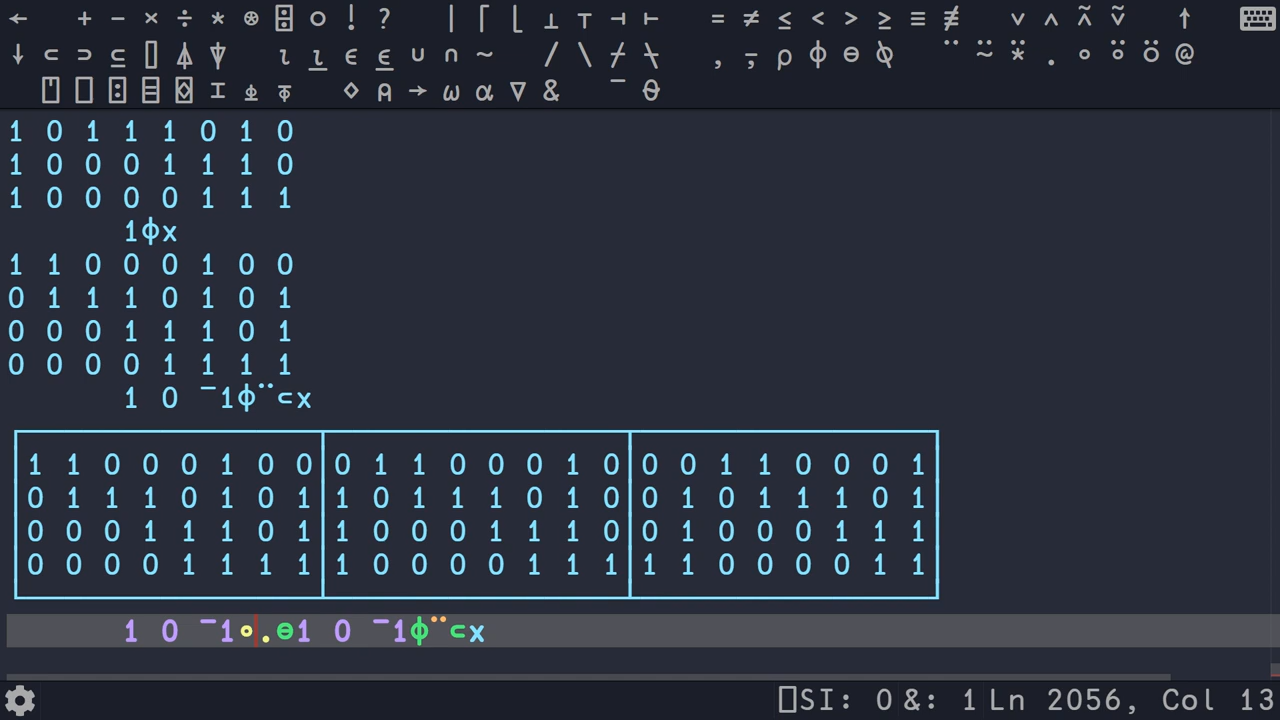 ← + − × ÷ * ⍟ ⌹ ○ ! ? | ⌈ ⌊ ⊥ ⊤ ⊣ ⊢ = ≠ ≤ < > ≥ ≡ ≢ ∨ ∧ ⍲ ⍱ ↑
↓ ⊂ ⊃ ⊆ ⌷ ⍋ ⍒ ⍳ ⍸ ∊ ⍷ ∪ ∩ ~ / \ ⌿ ⍀ , ⍪ ⍴ ⌽ ⊖ ⍉ ¨ ⍨ ⍣ . ∘ ⍤ ⍥ @
⍞ ⎕ ⍠ ⌸ ⌺ ⌶ ⍎ ⍕ ⋄ ⍝ → ⍵ ⍺ ∇ & ¯ ⍬
1 0 1 1 1 0 1 0
1 0 0 0 1 1 1 0
1 0 0 0 0 1 1 1
1⌽x
1 1 0 0 0 1 0 0
0 1 1 1 0 1 0 1
0 0 0 1 1 1 0 1
0 0 0 0 1 1 1 1
1 0 ¯1⌽¨⊂x
1 1 0 0 0 1 0 0 0 1 1 0 0 0 1 0 0 0 1 1 0 0 0 1
0 1 1 1 0 1 0 1 1 0 1 1 1 0 1 0 0 1 0 1 1 1 0 1
0 0 0 1 1 1 0 1 1 0 0 0 1 1 1 0 0 1 0 0 0 1 1 1
0 0 0 0 1 1 1 1 1 0 0 0 0 1 1 1 1 1 0 0 0 0 1 1
1 0 ¯1∘.⊖1 0 ¯1⌽¨⊂x
⎕SI: 0 &: 1 Ln 2056, Col 13